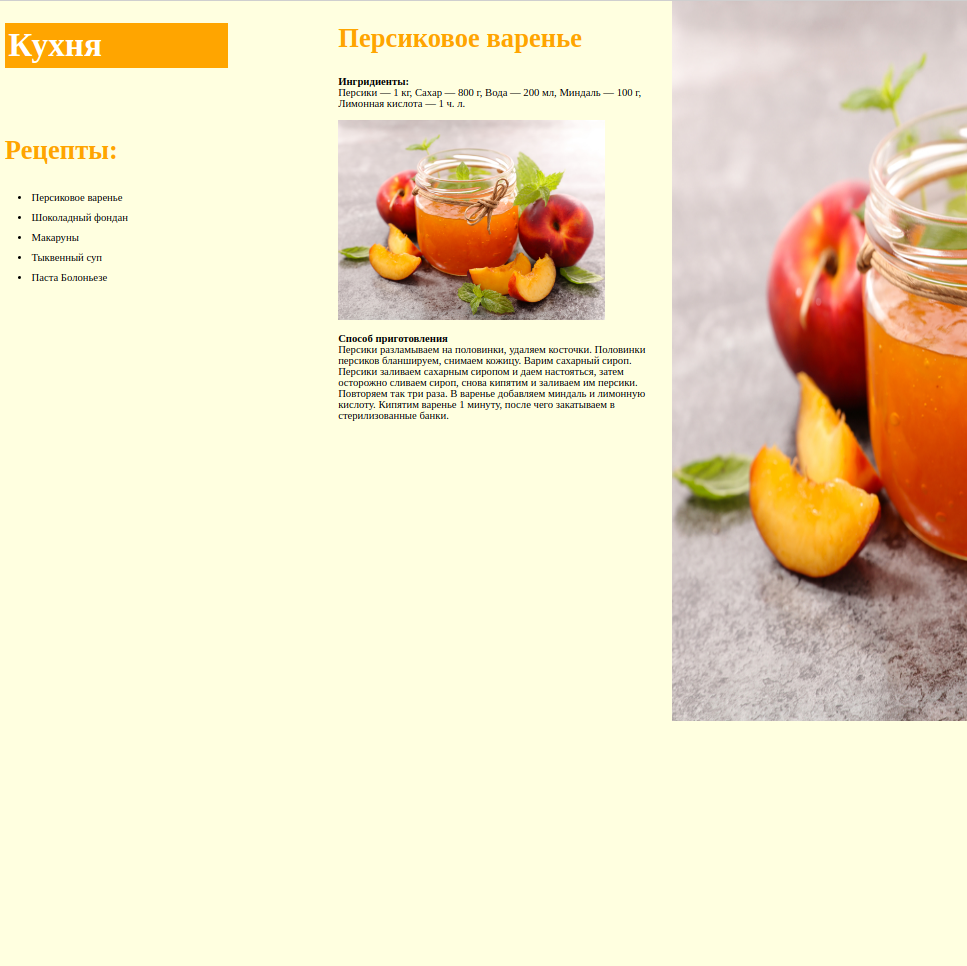 Кухня
Рецепты:
Персиковое варенье
Шоколадный фондан
Макаруны
Тыквенный суп
Паста Болоньезе
Персиковое варенье
Ингридиенты:
Персики — 1 кг, Сахар — 800 г, Вода — 200 мл, Миндаль — 100 г,
Лимонная кислота — 1 ч. л.
Способ приготовления
Персики разламываем на половинки, удаляем косточки. Половинки
персиков бланшируем, снимаем кожицу. Варим сахарный сироп.
Персики заливаем сахарным сиропом и даем настояться, затем
осторожно сливаем сироп, снова кипятим и заливаем им персики.
Повторяем так три раза. В варенье добавляем миндаль и лимонную
кислоту. Кипятим варенье 1 минуту, после чего закатываем в
стерилизованные банки.